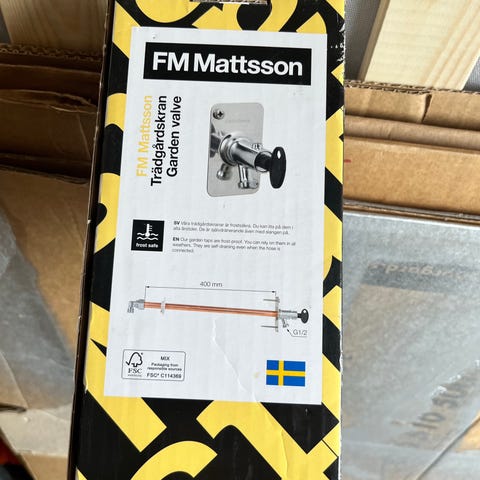 FM Mattsson
FM Mattsson
Trädgårdskran
Garden valve
frost safe
SV Våra trädgårdskranar är frostsäkra. Du kan lita på dem i
alla årstider. De är självdränerande även med slangen på.
EN Our garden taps are frost-proof. You can rely on them in all
weathers. They are self-draining even when the hose is
connected.
400 mm
G1/2
FSC
MIX
Packaging from
responsible sources
FSC® C114369